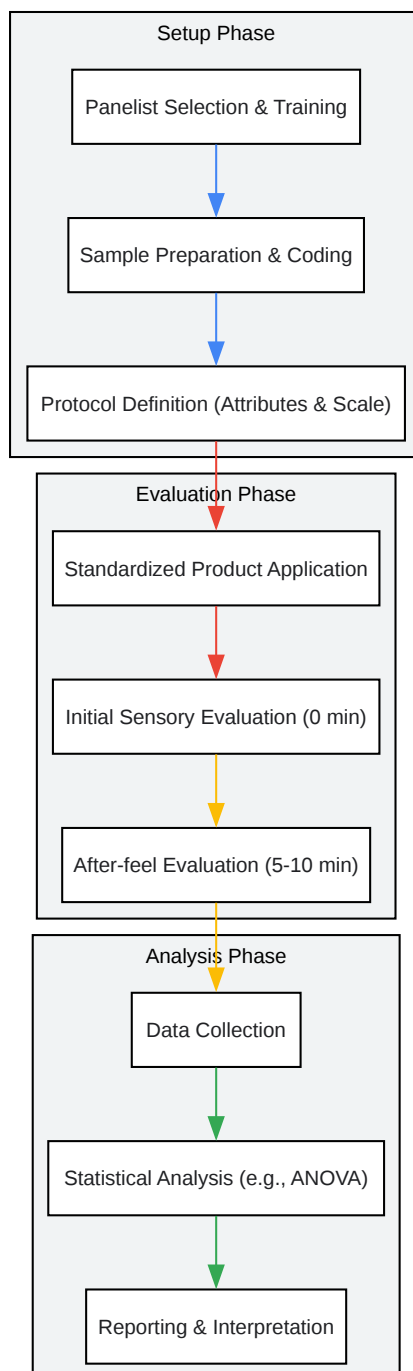 Setup Phase
Panelist Selection & Training
Sample Preparation & Coding
Protocol Definition (Attributes & Scale)
Evaluation Phase
Standardized Product Application
Initial Sensory Evaluation (0 min)
After-feel Evaluation (5-10 min)
Analysis Phase
Data Collection
Statistical Analysis (e.g., ANOVA)
Reporting & Interpretation